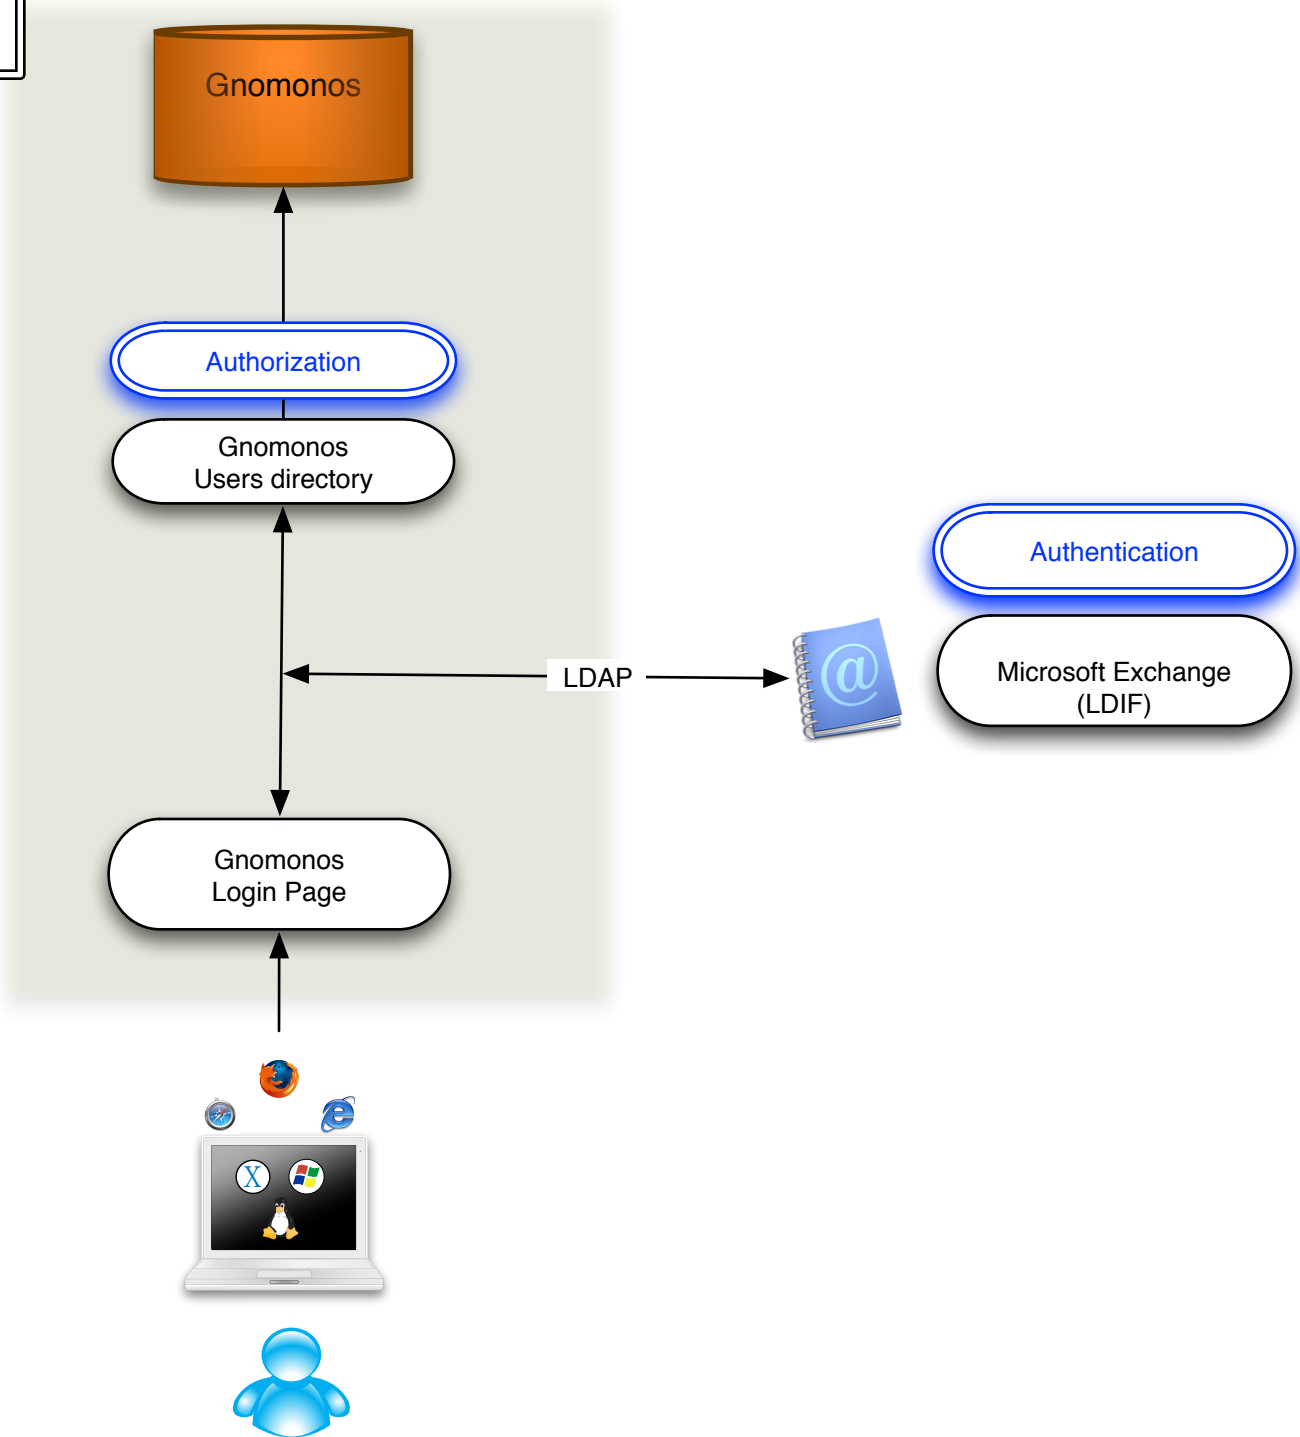 Gnomonos
Authorization
Gnomonos
Users directory
Authentication
LDAP
Microsoft Exchange
(LDIF)
Gnomonos
Login Page
X